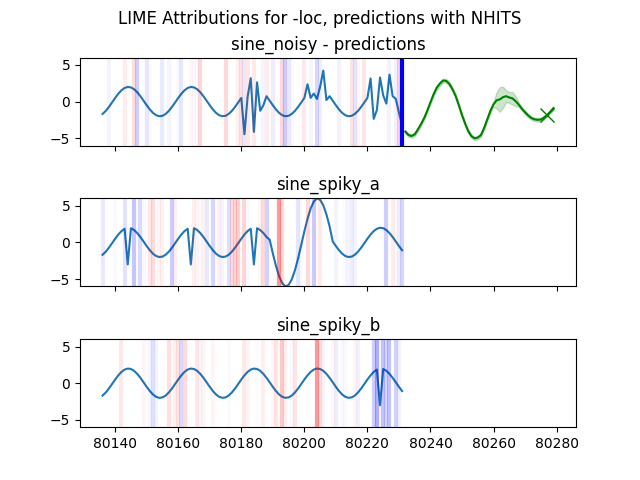 LIME Attributions for -loc, predictions with NHITS
sine_noisy - predictions
5
0
−5
sine_spiky_a
5
0
−5
sine_spiky_b
5
0
−5
80140 80160 80180 80200 80220 80240 80260 80280